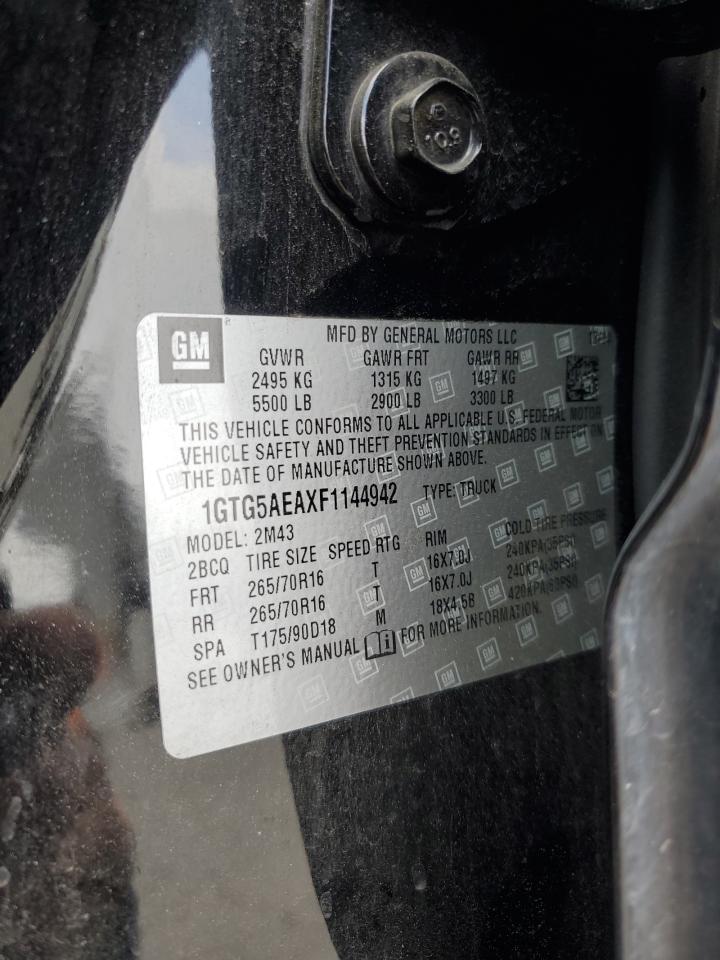 10.9
GM
MFD BY GENERAL MOTORS LLC
GVWR GAWR FRT GAWR RR
2495 KG 1315 KG 1497 KG
5500 LB 2900 LB 3300 LB
THIS VEHICLE CONFORMS TO ALL APPLICABLE U.S. FEDERAL MOTOR
VEHICLE SAFETY AND THEFT PREVENTION STANDARDS IN EFFECT ON
THE DATE OF MANUFACTURE SHOWN ABOVE.
1GTG5AEAXF1144942 TYPE: TRUCK
MODEL: 2M43
2BCQ TIRE SIZE SPEED RTG RIM COLD TIRE PRESSURE
FRT 265/70R16 T 16X7.0J 240KPA(35PSI)
RR 265/70R16 T 16X7.0J 240KPA(35PSI)
SPA T175/90D18 M 18X4.5B 420KPA(60PSI)
SEE OWNER'S MANUAL FOR MORE INFORMATION.